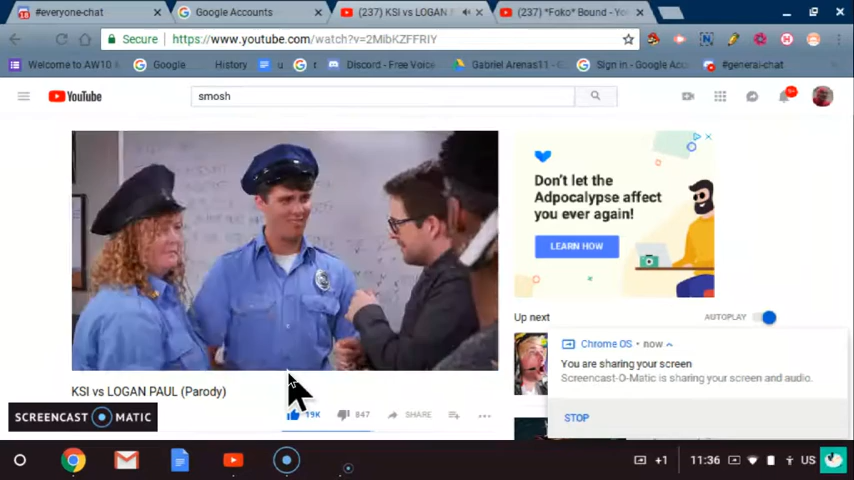 #everyone-chat
Google Accounts
(237) KSI vs LOGAN P
(237) *Foko* Bound - Yo
Secure
https://www.youtube.com/watch?v=2MibKZFFRIY
Welcome to AW10
Google
History
u
t
Discord - Free Voice
Gabriel Arenas11 -
Sign in - Google Acc
#general-chat
18
YouTube
smosh
9+
Don't let the
Adpocalypse affect
you ever again!
LEARN HOW
Up next
AUTOPLAY
Chrome OS • now
You are sharing your screen
Screencast-O-Matic is sharing your screen and audio.
STOP
KSI vs LOGAN PAUL (Parody)
19K
847
SHARE
SCREENCAST O MATIC
+1
11:36
US